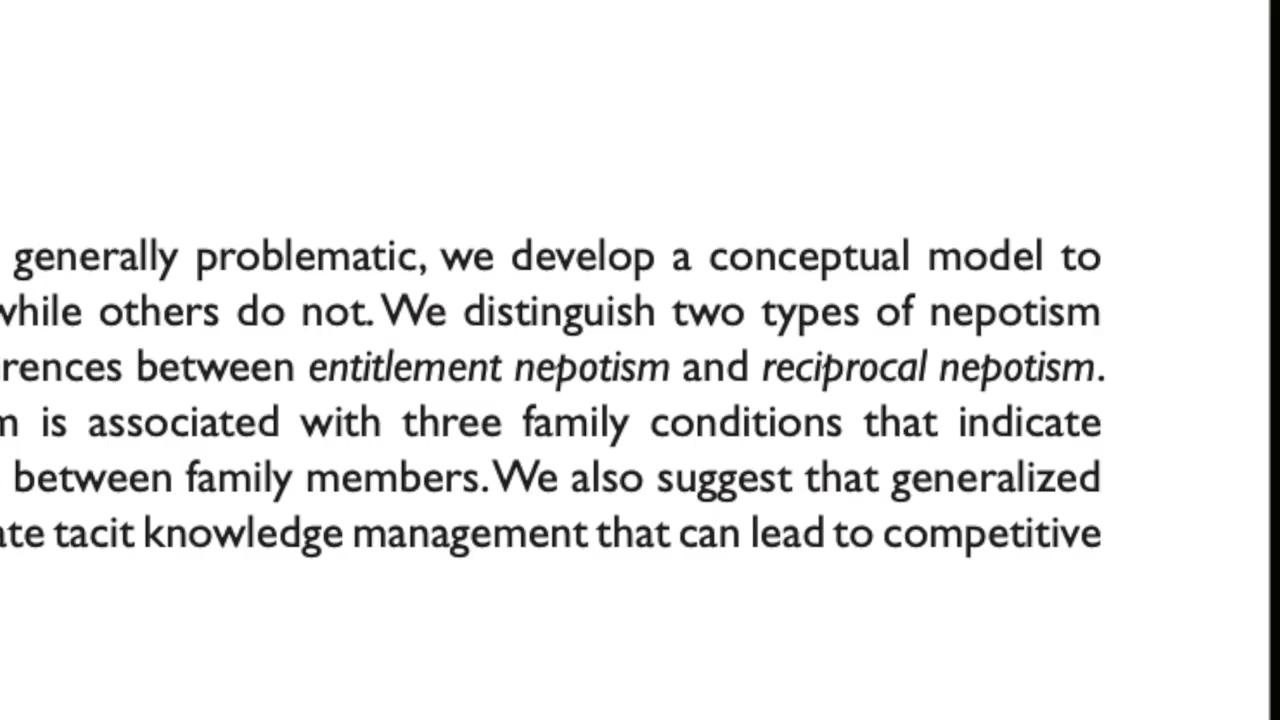 generally problematic, we develop a conceptual model to
while others do not. We distinguish two types of nepotism
between entitlement nepotism and reciprocal nepotism.
is associated with three family conditions that indicate
between family members. We also suggest that generalized
tacit knowledge management that can lead to competitive